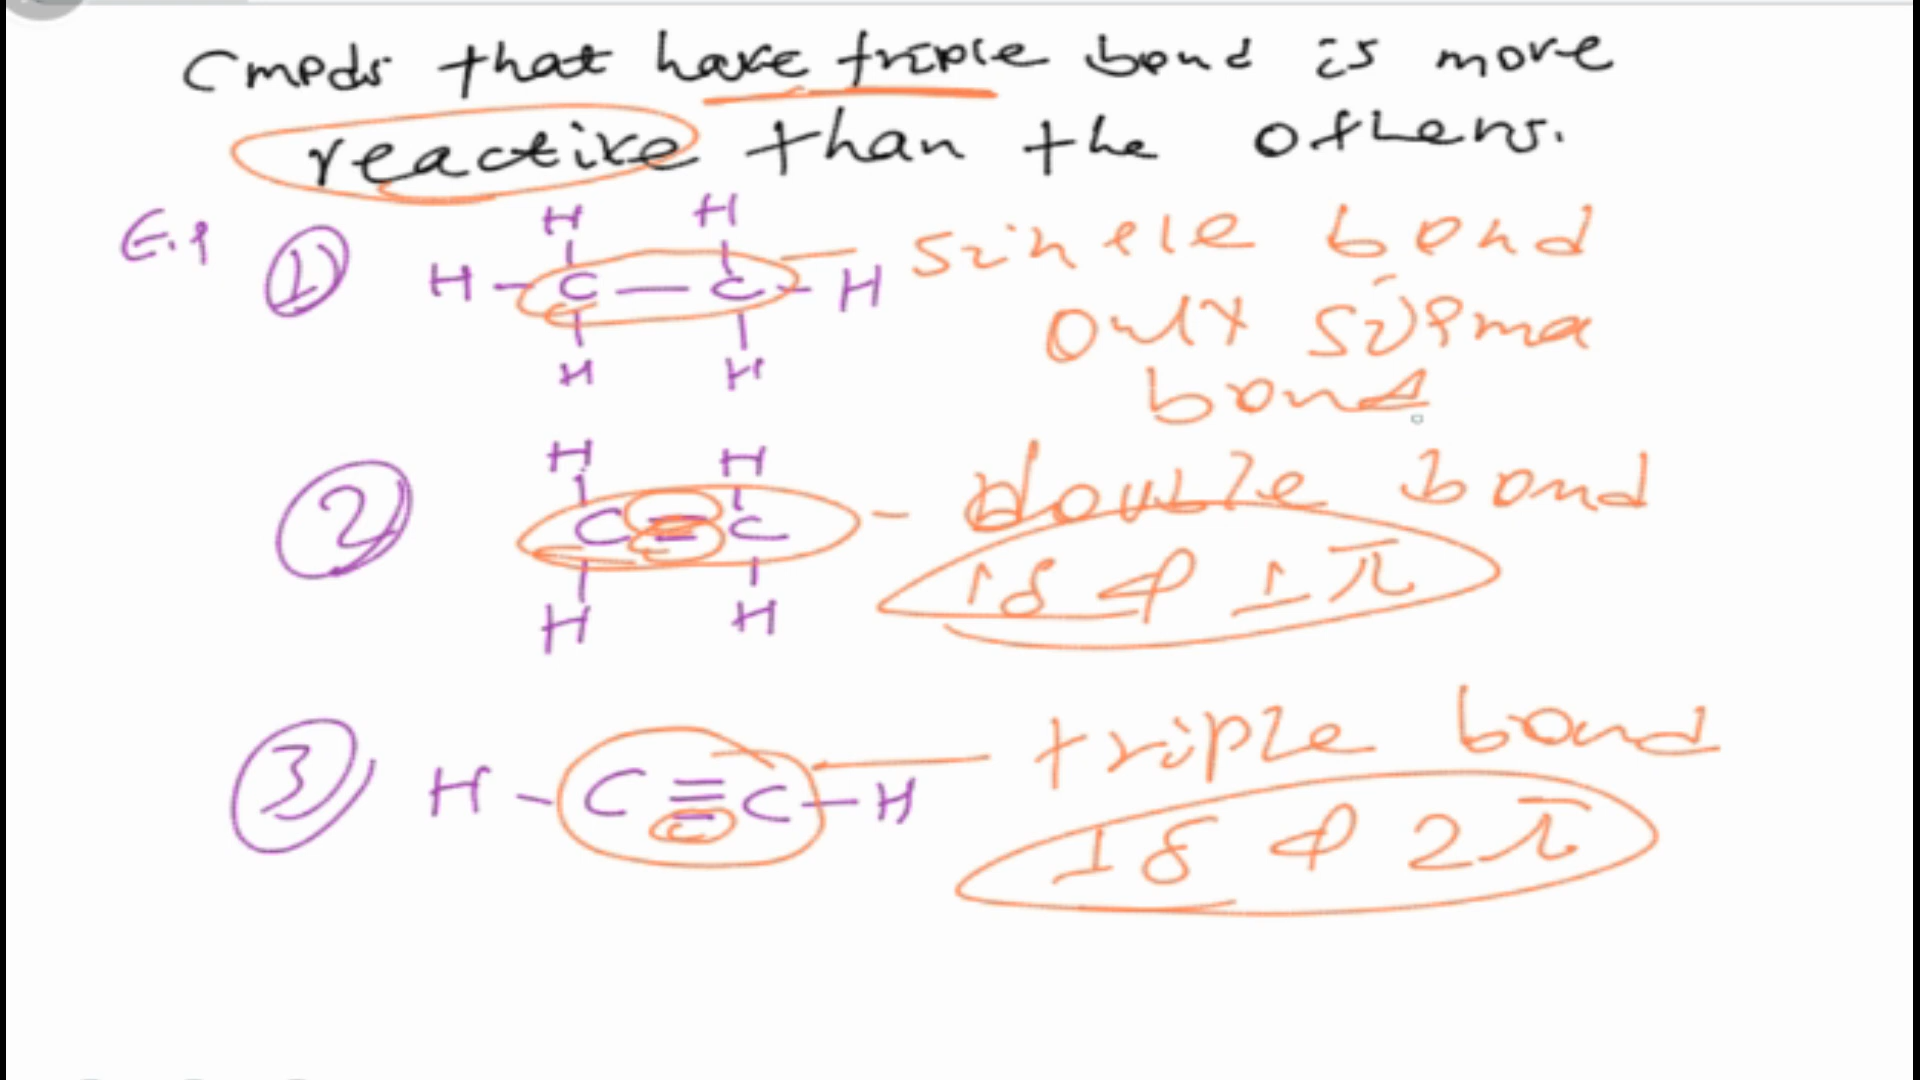 Cmpds that have triple bond is more
reactive than the others.
E.g
1
H H
H - C — C - H
H H
single bond
only sigma
bond
2
H H
C = C
H H
double bond
1δ & 1π
3
H - C ≡ C - H
triple bond
1δ & 2π